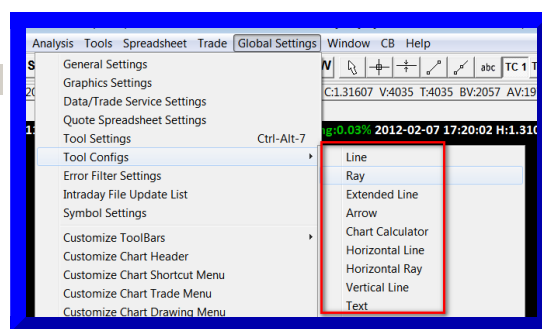 Analysis Tools Spreadsheet Trade Global Settings Window CB Help
abc TC 1 T
C:1.31607 V:4035 T:4035 BV:2057 AV:19
ng:0.03% 2012-02-07 17:20:02 H:1.310
General Settings
Graphics Settings
Data/Trade Service Settings
Quote Spreadsheet Settings
Tool Settings Ctrl-Alt-7
Tool Configs
Error Filter Settings
Intraday File Update List
Symbol Settings
Customize ToolBars
Customize Chart Header
Customize Chart Shortcut Menu
Customize Chart Trade Menu
Customize Chart Drawing Menu
Line
Ray
Extended Line
Arrow
Chart Calculator
Horizontal Line
Horizontal Ray
Vertical Line
Text